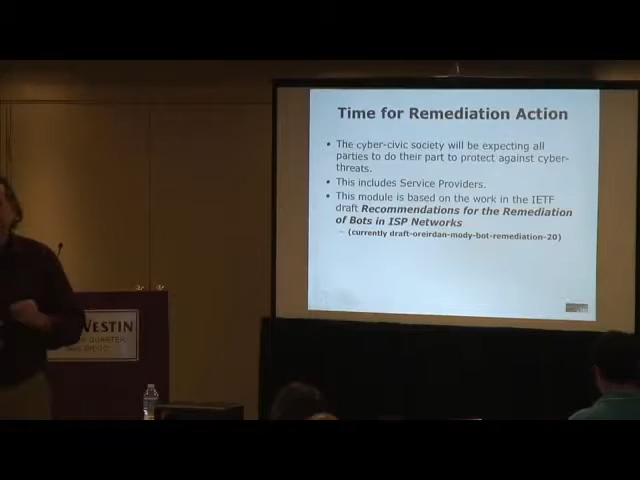 Time for Remediation Action
• The cyber-civic society will be expecting all
parties to do their part to protect against cyber-
threats.
• This includes Service Providers.
• This module is based on the work in the IETF
draft Recommendations for the Remediation
of Bots in ISP Networks
– (currently draft-oreirdan-mody-bot-remediation-20)
WESTIN
QUARTER